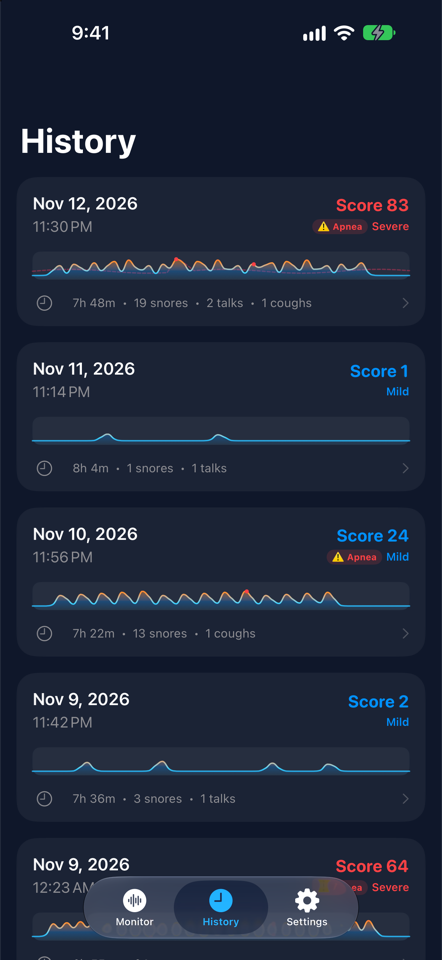 9:41
History
Nov 12, 2026
Score 83
11:30 PM
Apnea Severe
7h 48m • 19 snores • 2 talks • 1 coughs
Nov 11, 2026
Score 1
11:14 PM
Mild
8h 4m • 1 snores • 1 talks
Nov 10, 2026
Score 24
11:56 PM
Apnea Mild
7h 22m • 13 snores • 1 coughs
Nov 9, 2026
Score 2
11:42 PM
Mild
7h 36m • 3 snores • 1 talks
Nov 9, 2026
Score 64
12:23 AM
Severe
Monitor
History
Settings